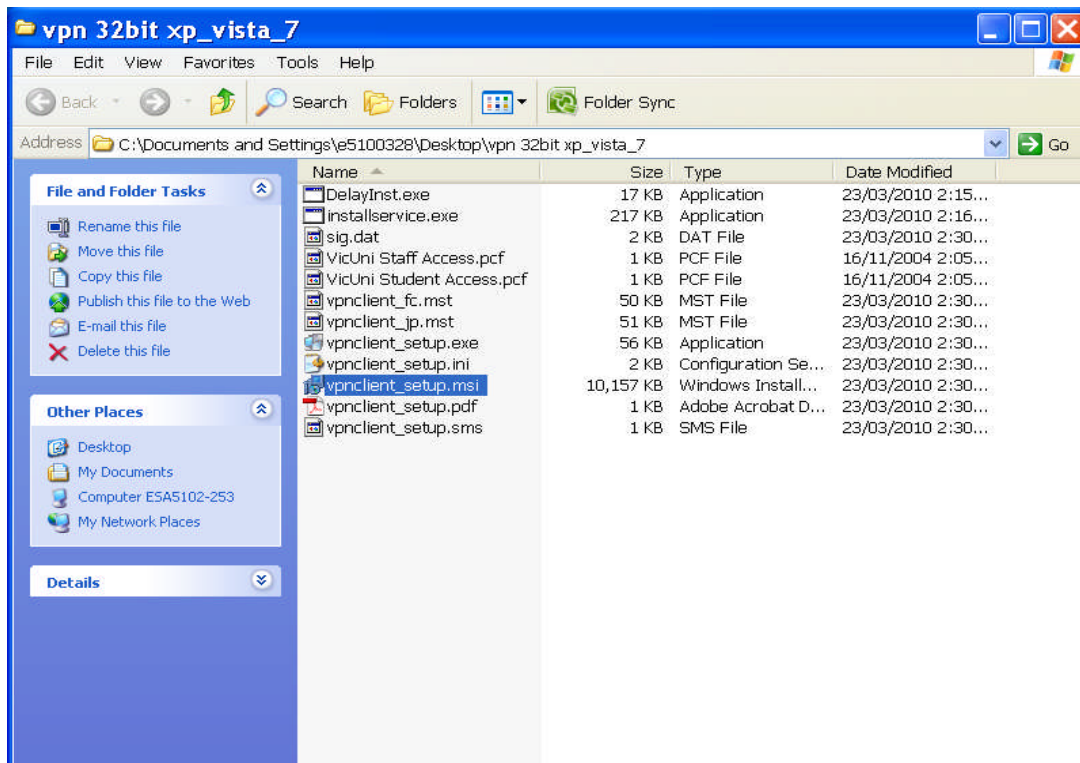 vpn 32bit xp_vista_7
File Edit View Favorites Tools Help
Back Search Folders Folder Sync
Address C:\Documents and Settings\e5100328\Desktop\vpn 32bit xp_vista_7 Go
File and Folder Tasks
Rename this file
Move this file
Copy this file
Publish this file to the Web
E-mail this file
Delete this file
Other Places
Desktop
My Documents
Computer ESA5102-253
My Network Places
Details
Name Size Type Date Modified
DelayInst.exe 17 KB Application 23/03/2010 2:15...
installservice.exe 217 KB Application 23/03/2010 2:16...
sig.dat 2 KB DAT File 23/03/2010 2:30...
VicUni Staff Access.pcf 1 KB PCF File 16/11/2004 2:05...
VicUni Student Access.pcf 1 KB PCF File 16/11/2004 2:05...
vpnclient_fc.mst 50 KB MST File 23/03/2010 2:30...
vpnclient_jp.mst 51 KB MST File 23/03/2010 2:30...
vpnclient_setup.exe 56 KB Application 23/03/2010 2:30...
vpnclient_setup.ini 2 KB Configuration Se... 23/03/2010 2:30...
vpnclient_setup.msi 10,157 KB Windows Install... 23/03/2010 2:30...
vpnclient_setup.pdf 1 KB Adobe Acrobat D... 23/03/2010 2:30...
vpnclient_setup.sms 1 KB SMS File 23/03/2010 2:30...